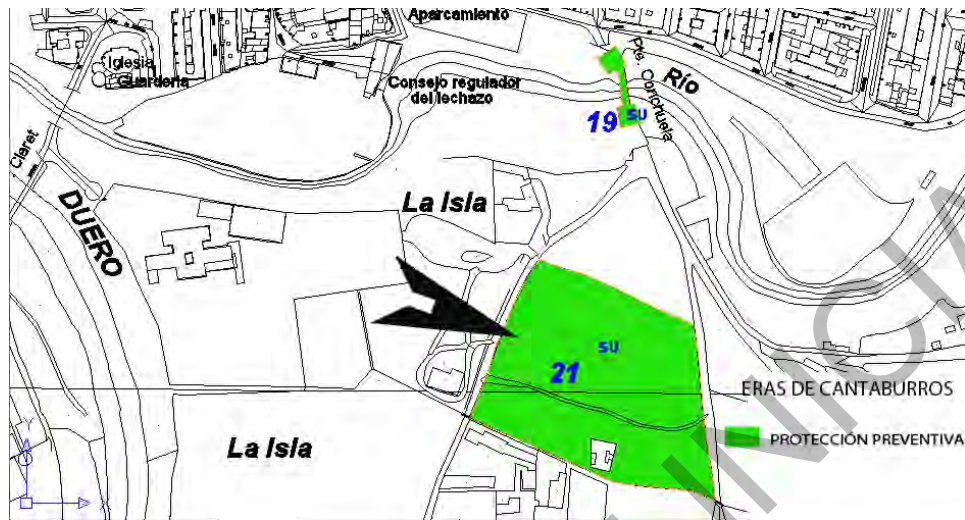 Aparcamiento
Iglesia
Guardería
Consejo regulador
del lechazo
Pte. Conchuela
Río
19
SU
Claret
DUERO
La Isla
SU
21
ERAS DE CANTABURROS
PROTECCIÓN PREVENTIVA
La Isla
Y
X